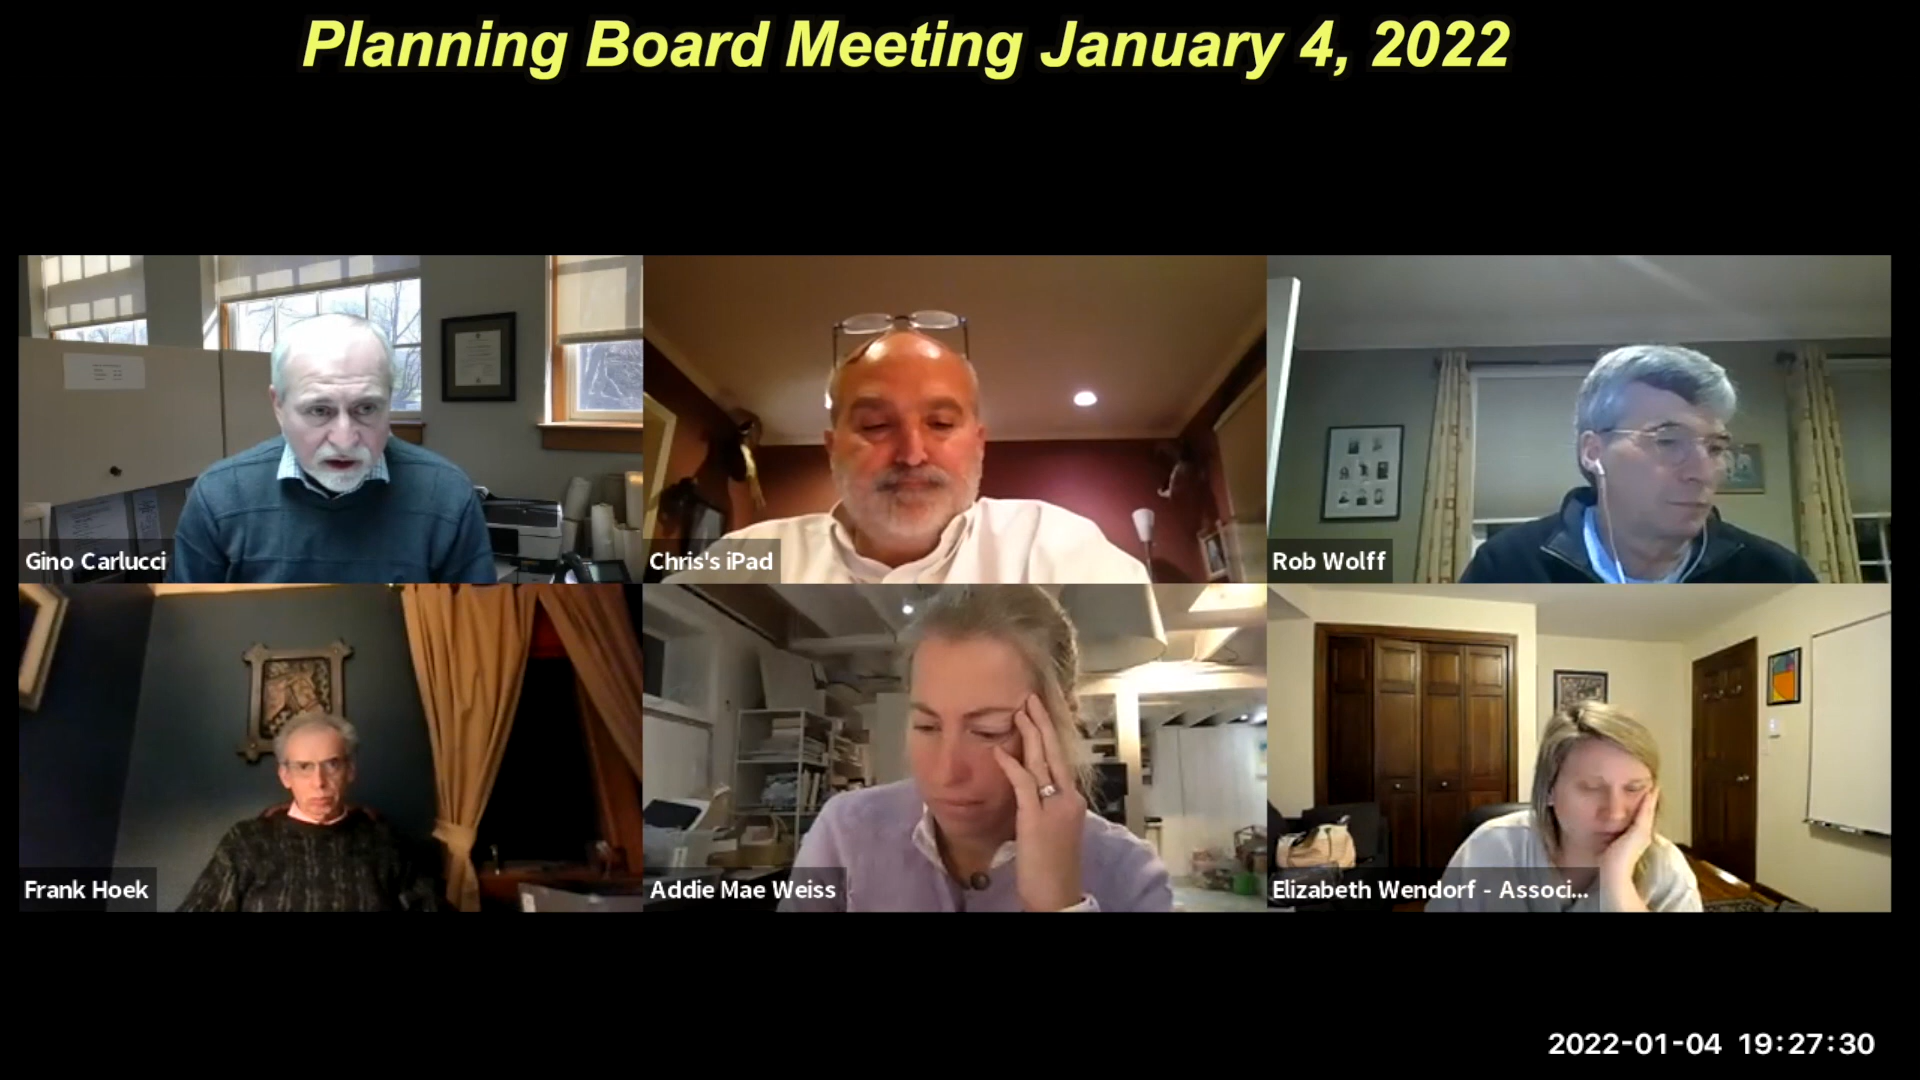 Planning Board Meeting January 4, 2022
Gino Carlucci
Chris's iPad
Rob Wolff
Frank Hoek
Addie Mae Weiss
Elizabeth Wendorf - Associ...
2022-01-04 19:27:30